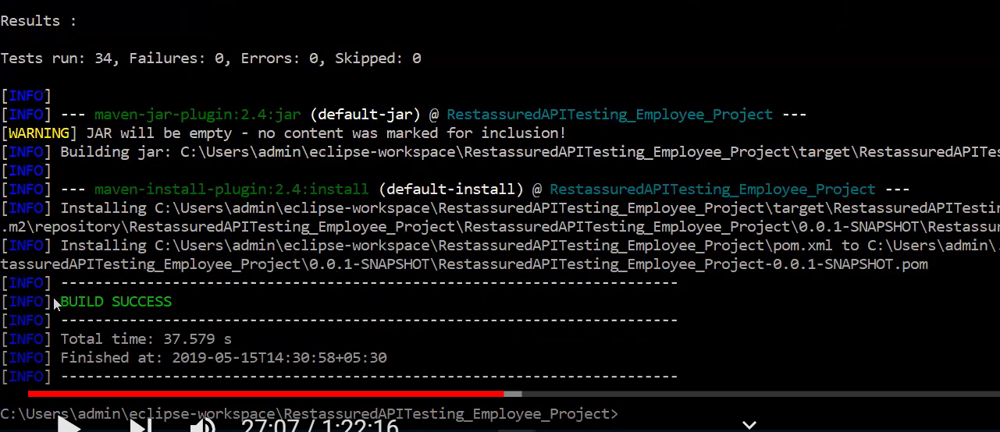 Results :
Tests run: 34, Failures: 0, Errors: 0, Skipped: 0
[INFO]
[INFO] --- maven-jar-plugin:2.4:jar (default-jar) @ RestassuredAPITesting_Employee_Project ---
[WARNING] JAR will be empty - no content was marked for inclusion!
[INFO] Building jar: C:\Users\admin\eclipse-workspace\RestassuredAPITesting_Employee_Project\target\RestassuredAPITes
[INFO]
[INFO] --- maven-install-plugin:2.4:install (default-install) @ RestassuredAPITesting_Employee_Project ---
[INFO] Installing C:\Users\admin\eclipse-workspace\RestassuredAPITesting_Employee_Project\target\RestassuredAPITestin
.m2\repository\RestassuredAPITesting_Employee_Project\RestassuredAPITesting_Employee_Project\0.0.1-SNAPSHOT\Restassur
[INFO] Installing C:\Users\admin\eclipse-workspace\RestassuredAPITesting_Employee_Project\pom.xml to C:\Users\admin\.
tassuredAPITesting_Employee_Project\0.0.1-SNAPSHOT\RestassuredAPITesting_Employee_Project-0.0.1-SNAPSHOT.pom
[INFO] ------------------------------------------------------------------------
[INFO] BUILD SUCCESS
[INFO] ------------------------------------------------------------------------
[INFO] Total time: 37.579 s
[INFO] Finished at: 2019-05-15T14:30:58+05:30
[INFO] ------------------------------------------------------------------------
C:\Users\admin\eclipse-workspace\RestassuredAPITesting_Employee_Project>
27:07 / 1:22:16